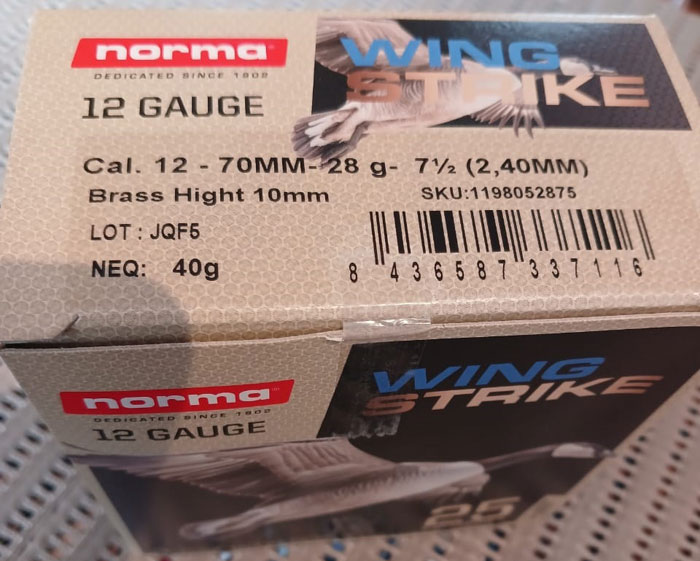 norma
DEDICATED SINCE 1902
12 GAUGE
WING
STRIKE
Cal. 12 - 70MM- 28 g- 7½ (2,40MM)
Brass Hight 10mm
SKU:1198052875
LOT : JQF5
NEQ: 40g
8 436587 337116
norma
DEDICATED SINCE 1902
12 GAUGE
WING
STRIKE
25